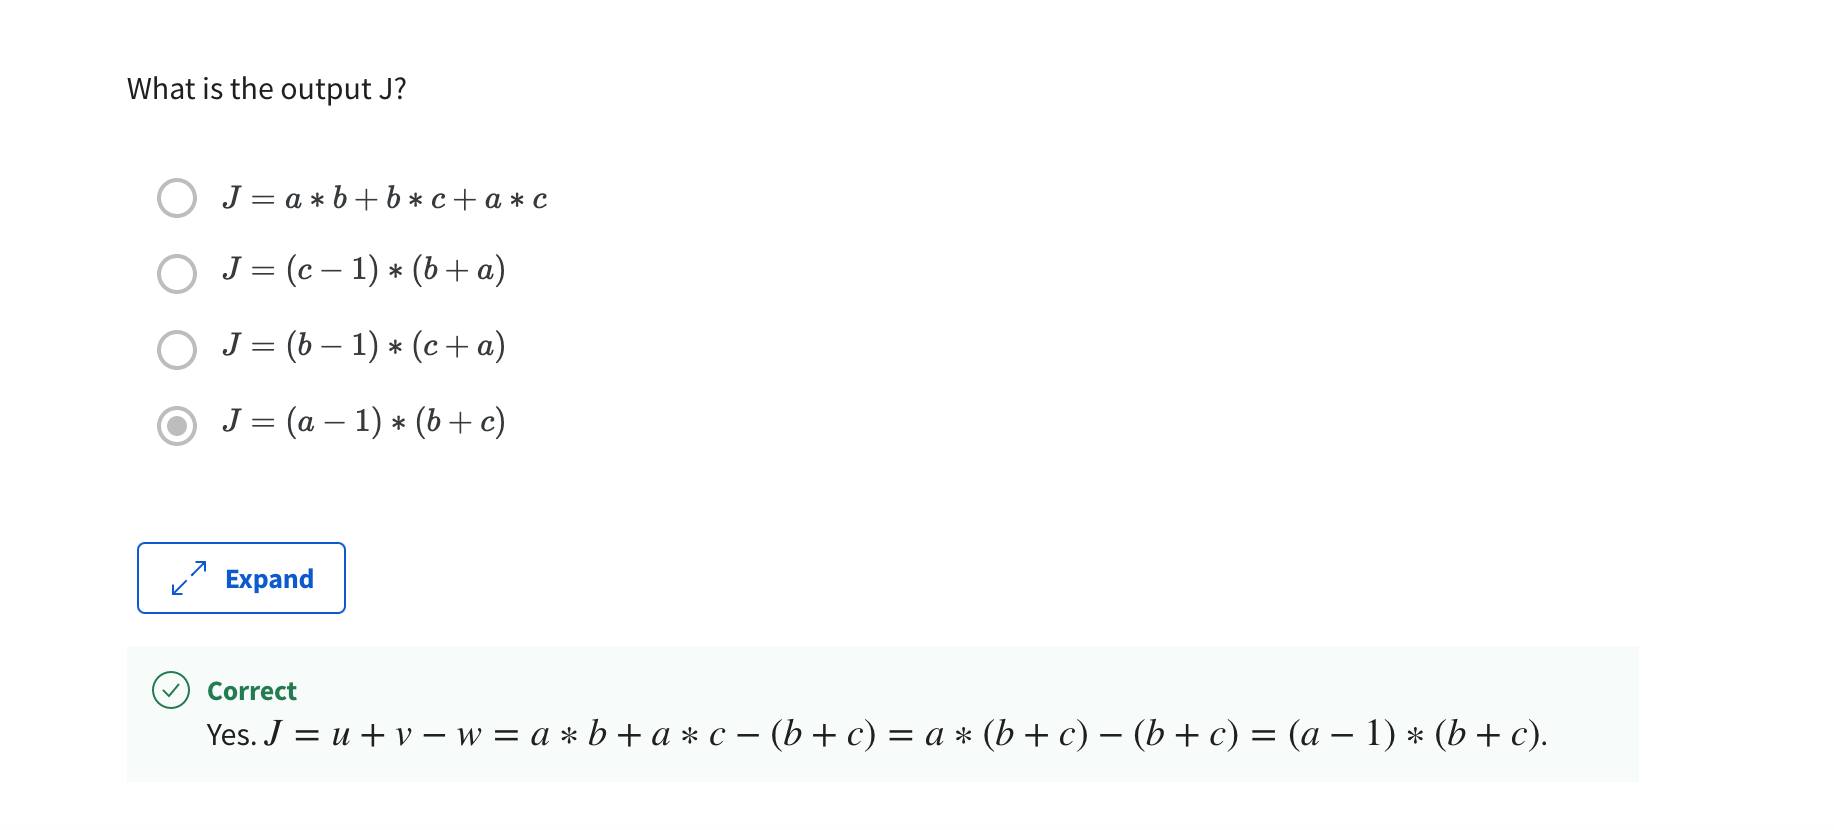 What is the output J?
J = a ∗ b + b ∗ c + a ∗ c
J = (c − 1) ∗ (b + a)
J = (b − 1) ∗ (c + a)
J = (a − 1) ∗ (b + c)
Expand
Correct
Yes. J = u + v − w = a ∗ b + a ∗ c − (b + c) = a ∗ (b + c) − (b + c) = (a − 1) ∗ (b + c).